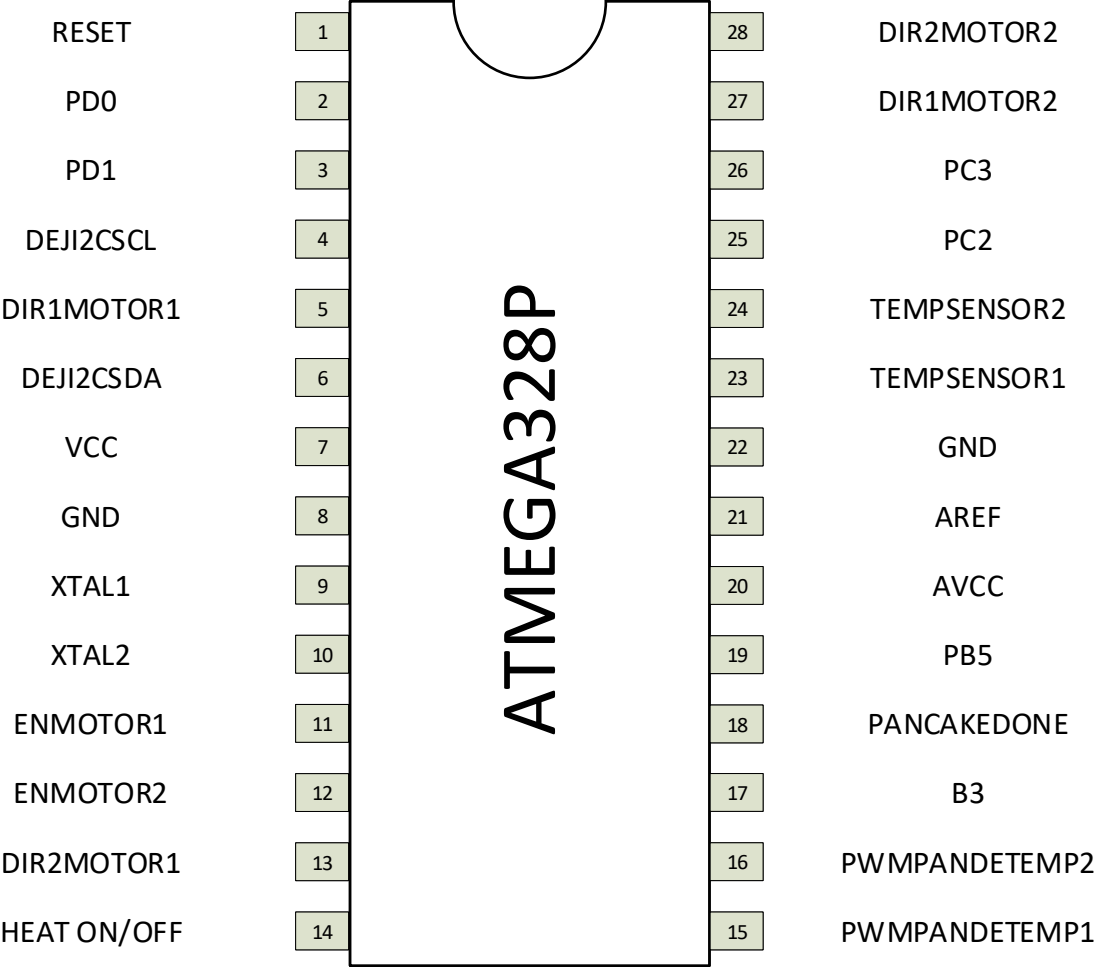 RESET 1 28 DIR2MOTOR2
PD0 2 27 DIR1MOTOR2
PD1 3 26 PC3
DEJI2CSCL 4 25 PC2
DIR1MOTOR1 5 24 TEMPSENSOR2
DEJI2CSDA 6 23 TEMPSENSOR1
VCC 7 22 GND
GND 8 21 AREF
XTAL1 9 20 AVCC
XTAL2 10 19 PB5
ENMOTOR1 11 18 PANCAKEDONE
ENMOTOR2 12 17 B3
DIR2MOTOR1 13 16 PWMPANDETEMP2
HEAT ON/OFF 14 15 PWMPANDETEMP1
ATMEGA328P